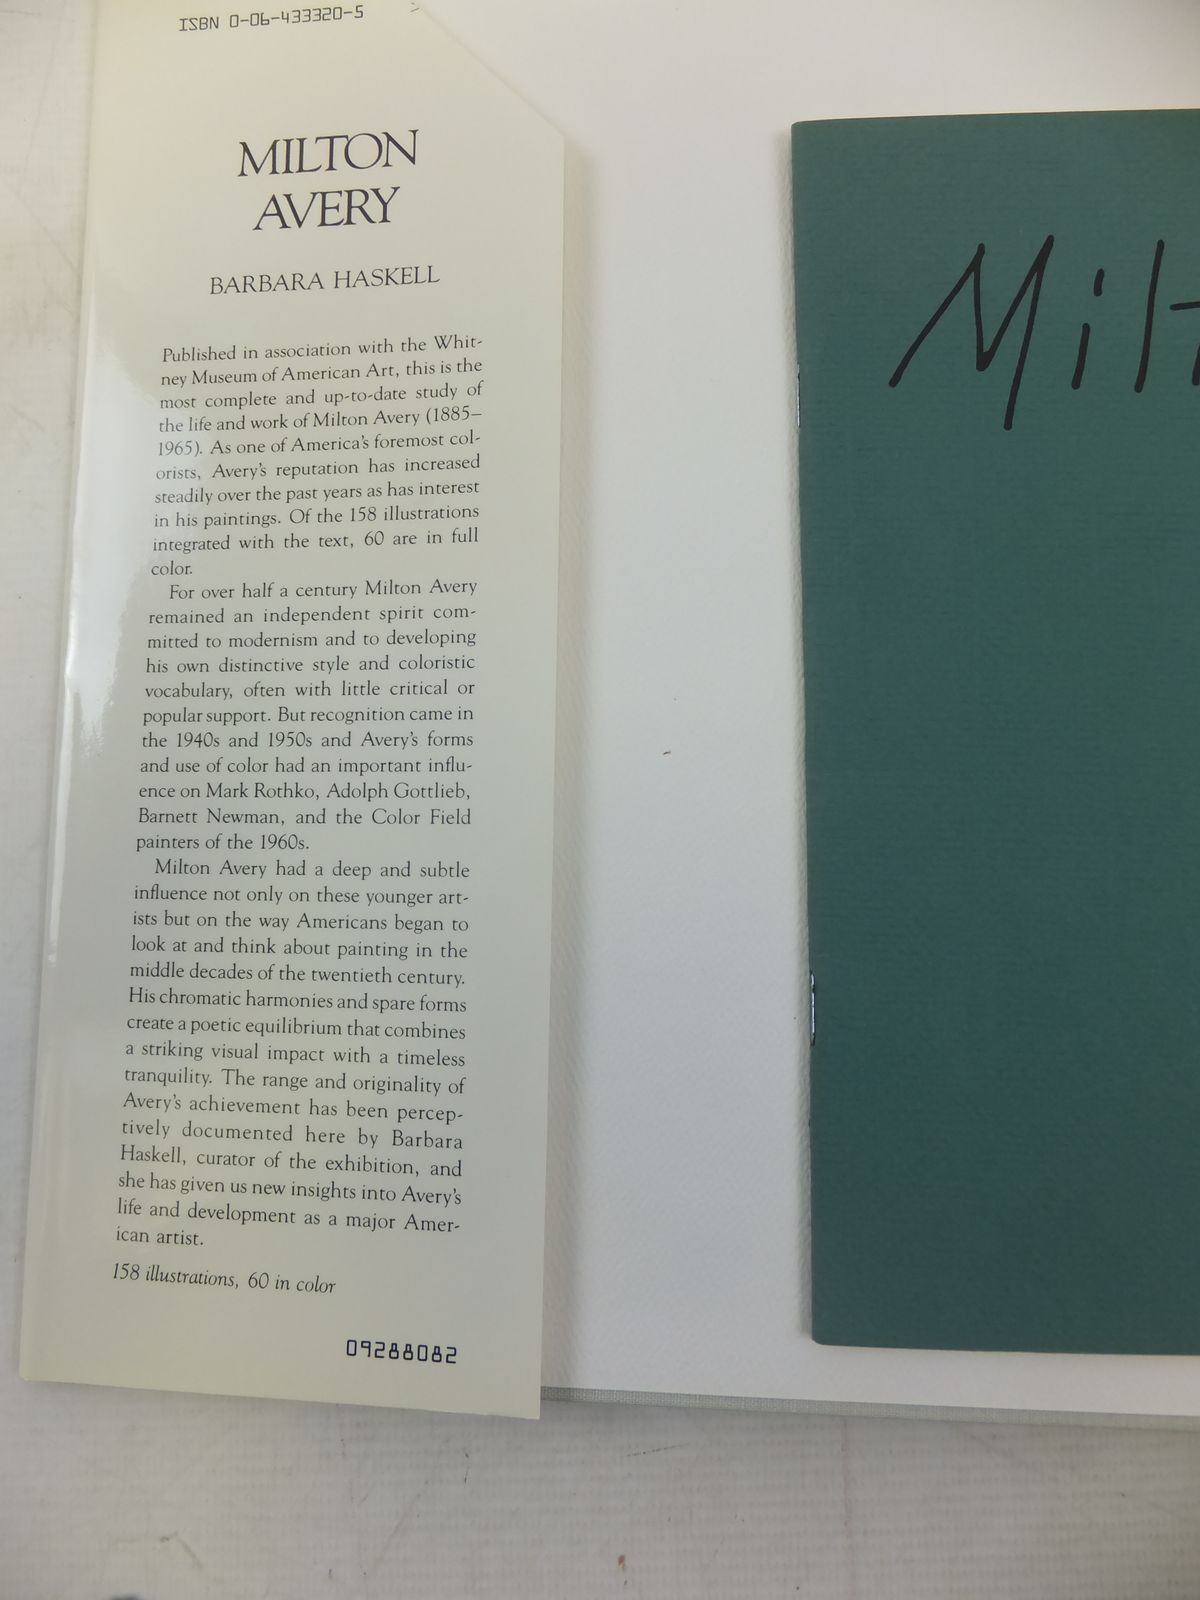 ISBN 0-06-433320-5
MILTON
AVERY
BARBARA HASKELL
Published in association with the Whit-
ney Museum of American Art, this is the
most complete and up-to-date study of
the life and work of Milton Avery (1885–
1965). As one of America's foremost col-
orists, Avery's reputation has increased
steadily over the past years as has interest
in his paintings. Of the 158 illustrations
integrated with the text, 60 are in full
color.
For over half a century Milton Avery
remained an independent spirit com-
mitted to modernism and to developing
his own distinctive style and coloristic
vocabulary, often with little critical or
popular support. But recognition came in
the 1940s and 1950s and Avery's forms
and use of color had an important influ-
ence on Mark Rothko, Adolph Gottlieb,
Barnett Newman, and the Color Field
painters of the 1960s.
Milton Avery had a deep and subtle
influence not only on these younger art-
ists but on the way Americans began to
look at and think about painting in the
middle decades of the twentieth century.
His chromatic harmonies and spare forms
create a poetic equilibrium that combines
a striking visual impact with a timeless
tranquility. The range and originality of
Avery's achievement has been percep-
tively documented here by Barbara
Haskell, curator of the exhibition, and
she has given us new insights into Avery's
life and development as a major Amer-
ican artist.
158 illustrations, 60 in color
09288082
Milt